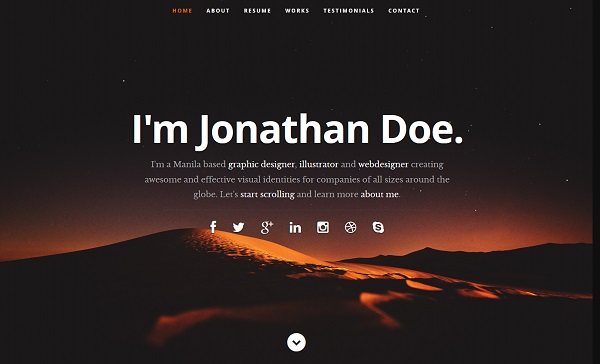 HOME ABOUT RESUME WORKS TESTIMONIALS CONTACT
I'm Jonathan Doe.
I'm a Manila based graphic designer, illustrator and webdesigner creating
awesome and effective visual identities for companies of all sizes around the
globe. Let's start scrolling and learn more about me.